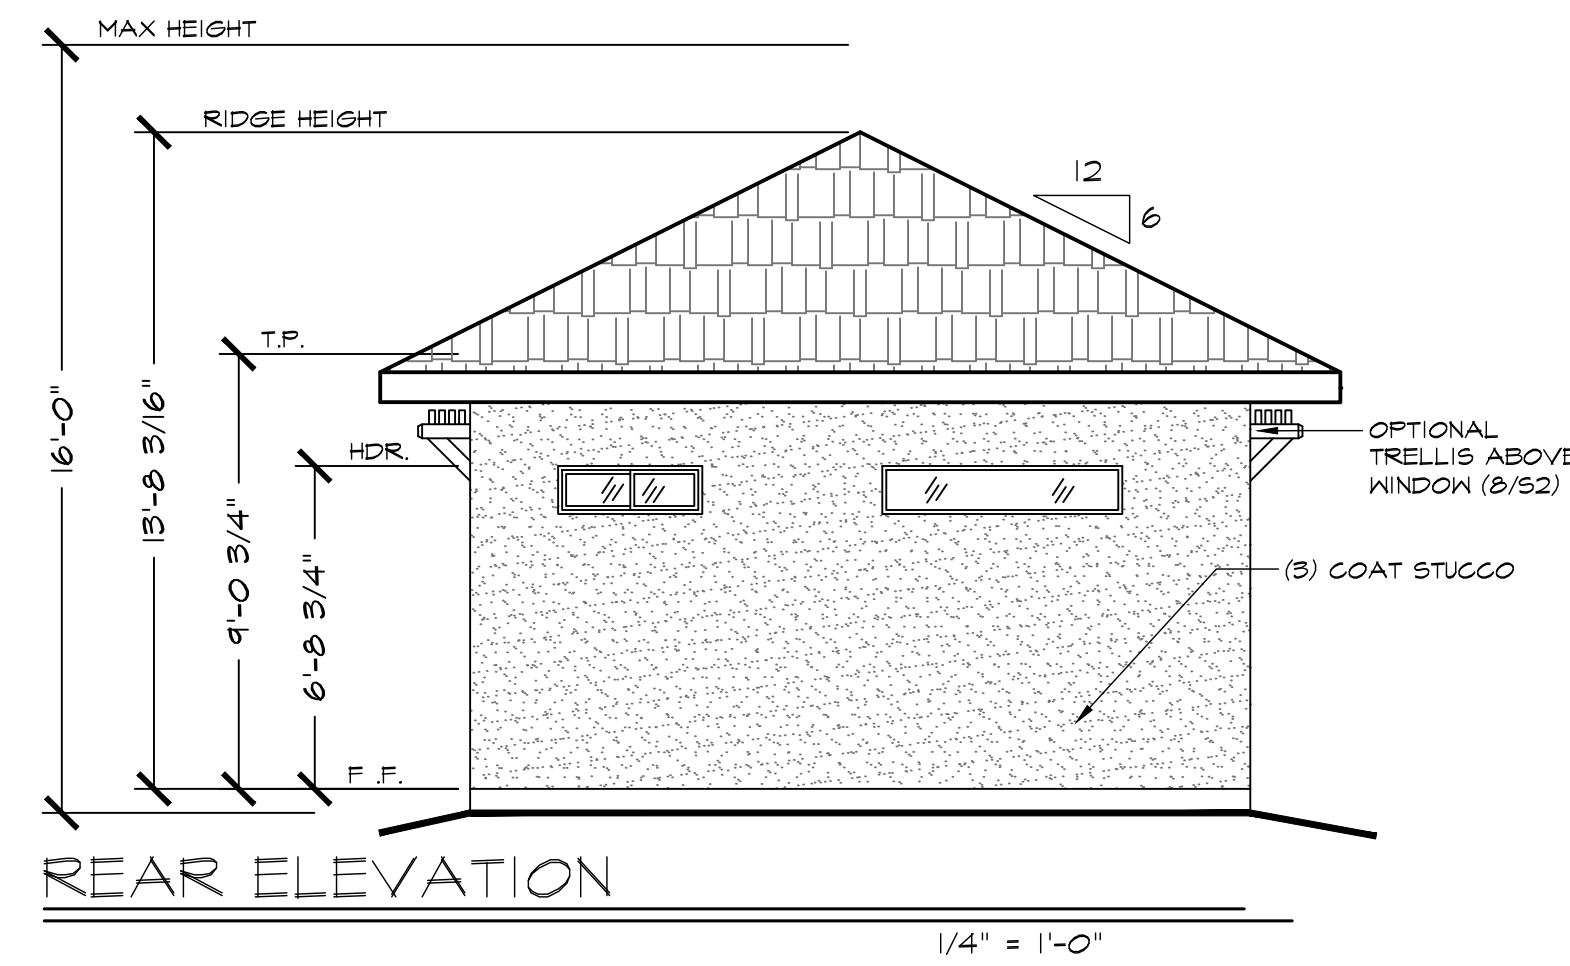 MAX HEIGHT
RIDGE HEIGHT
12
6
T.P.
16'-0"
13'-8 3/16"
HDR.
OPTIONAL
TRELLIS ABOVE
WINDOW (8/S2)
9'-0 3/4"
6'-8 3/4"
(3) COAT STUCCO
F .F.
REAR ELEVATION
1/4" = 1'-0"